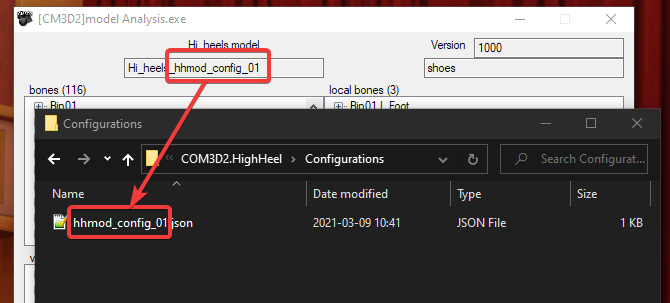 [CM3D2]model Analysis.exe
Hi_heels model
Version
1000
Hi_heels_hhmod_config_01
shoes
bones (116)
local bones (3)
Bip01
Bip01 L Foot
Configurations
COM3D2.HighHeel
Configurations
Search Configurat...
Name
Date modified
Type
Size
hhmod_config_01.json
2021-03-09 10:41
JSON File
1 KB